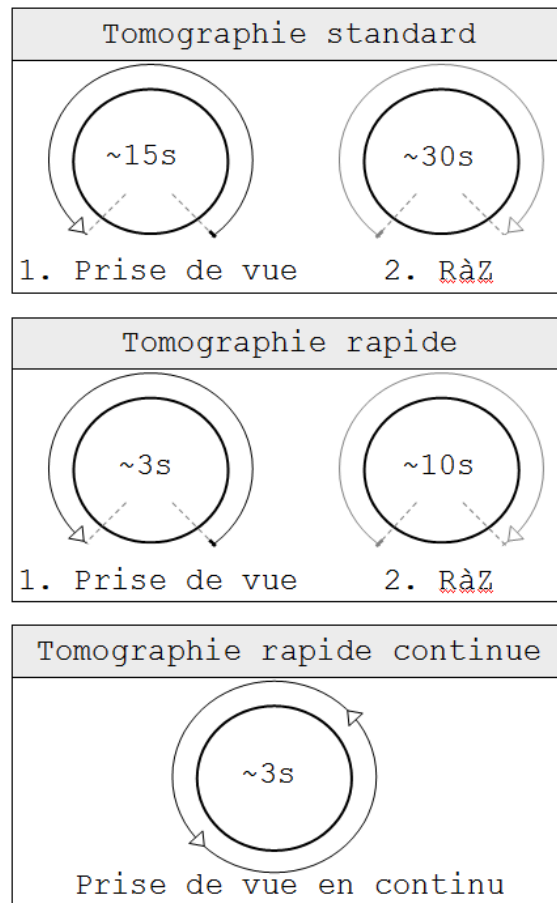 Tomographie standard
~15s
~30s
1. Prise de vue
2. RàZ
Tomographie rapide
~3s
~10s
1. Prise de vue
2. RàZ
Tomographie rapide continue
~3s
Prise de vue en continu